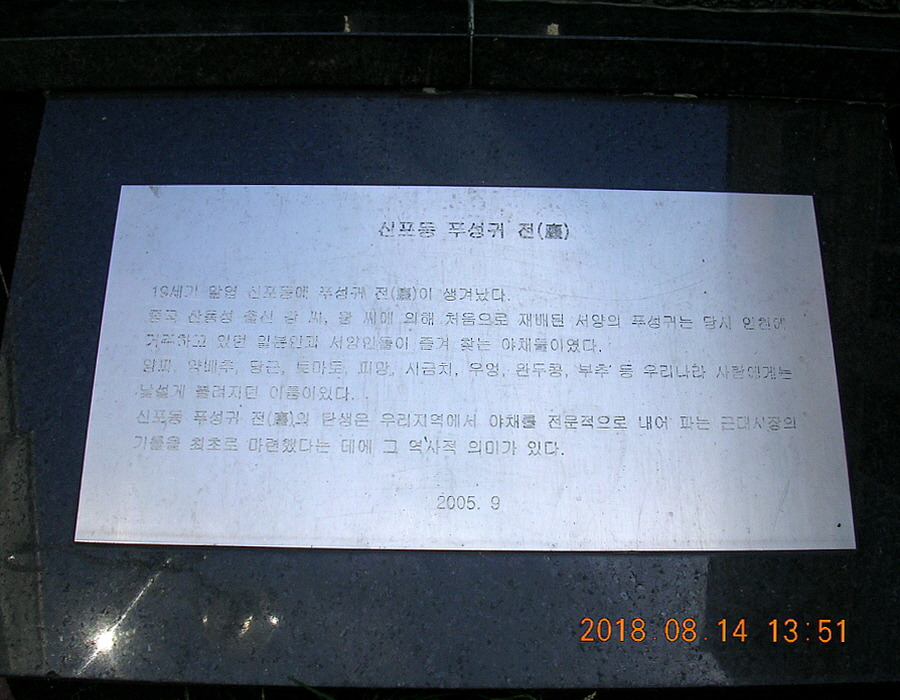 신포동 푸성귀 전(廛)
19세기 말엽 신포동에 푸성귀 전(廛)이 생겨났다.
중국 산동성 출신 강 씨, 왕 씨에 의해 처음으로 재배된 서양의 푸성귀는 당시 인천에
거주하고 있던 일본인과 서양인들이 즐겨 찾는 야채들이였다.
양파, 양배추, 당근, 토마토, 피망, 시금치, 우엉, 완두콩, 부추 등 우리나라 사람에게는
낯설게 불려지던 이름이었다.
신포동 푸성귀 전(廛)의 탄생은 우리지역에서 야채를 전문적으로 내어 파는 근대시장의
기틀을 최초로 마련했다는 데에 그 역사적 의미가 있다.
2005. 9
2018.08.14 13:51